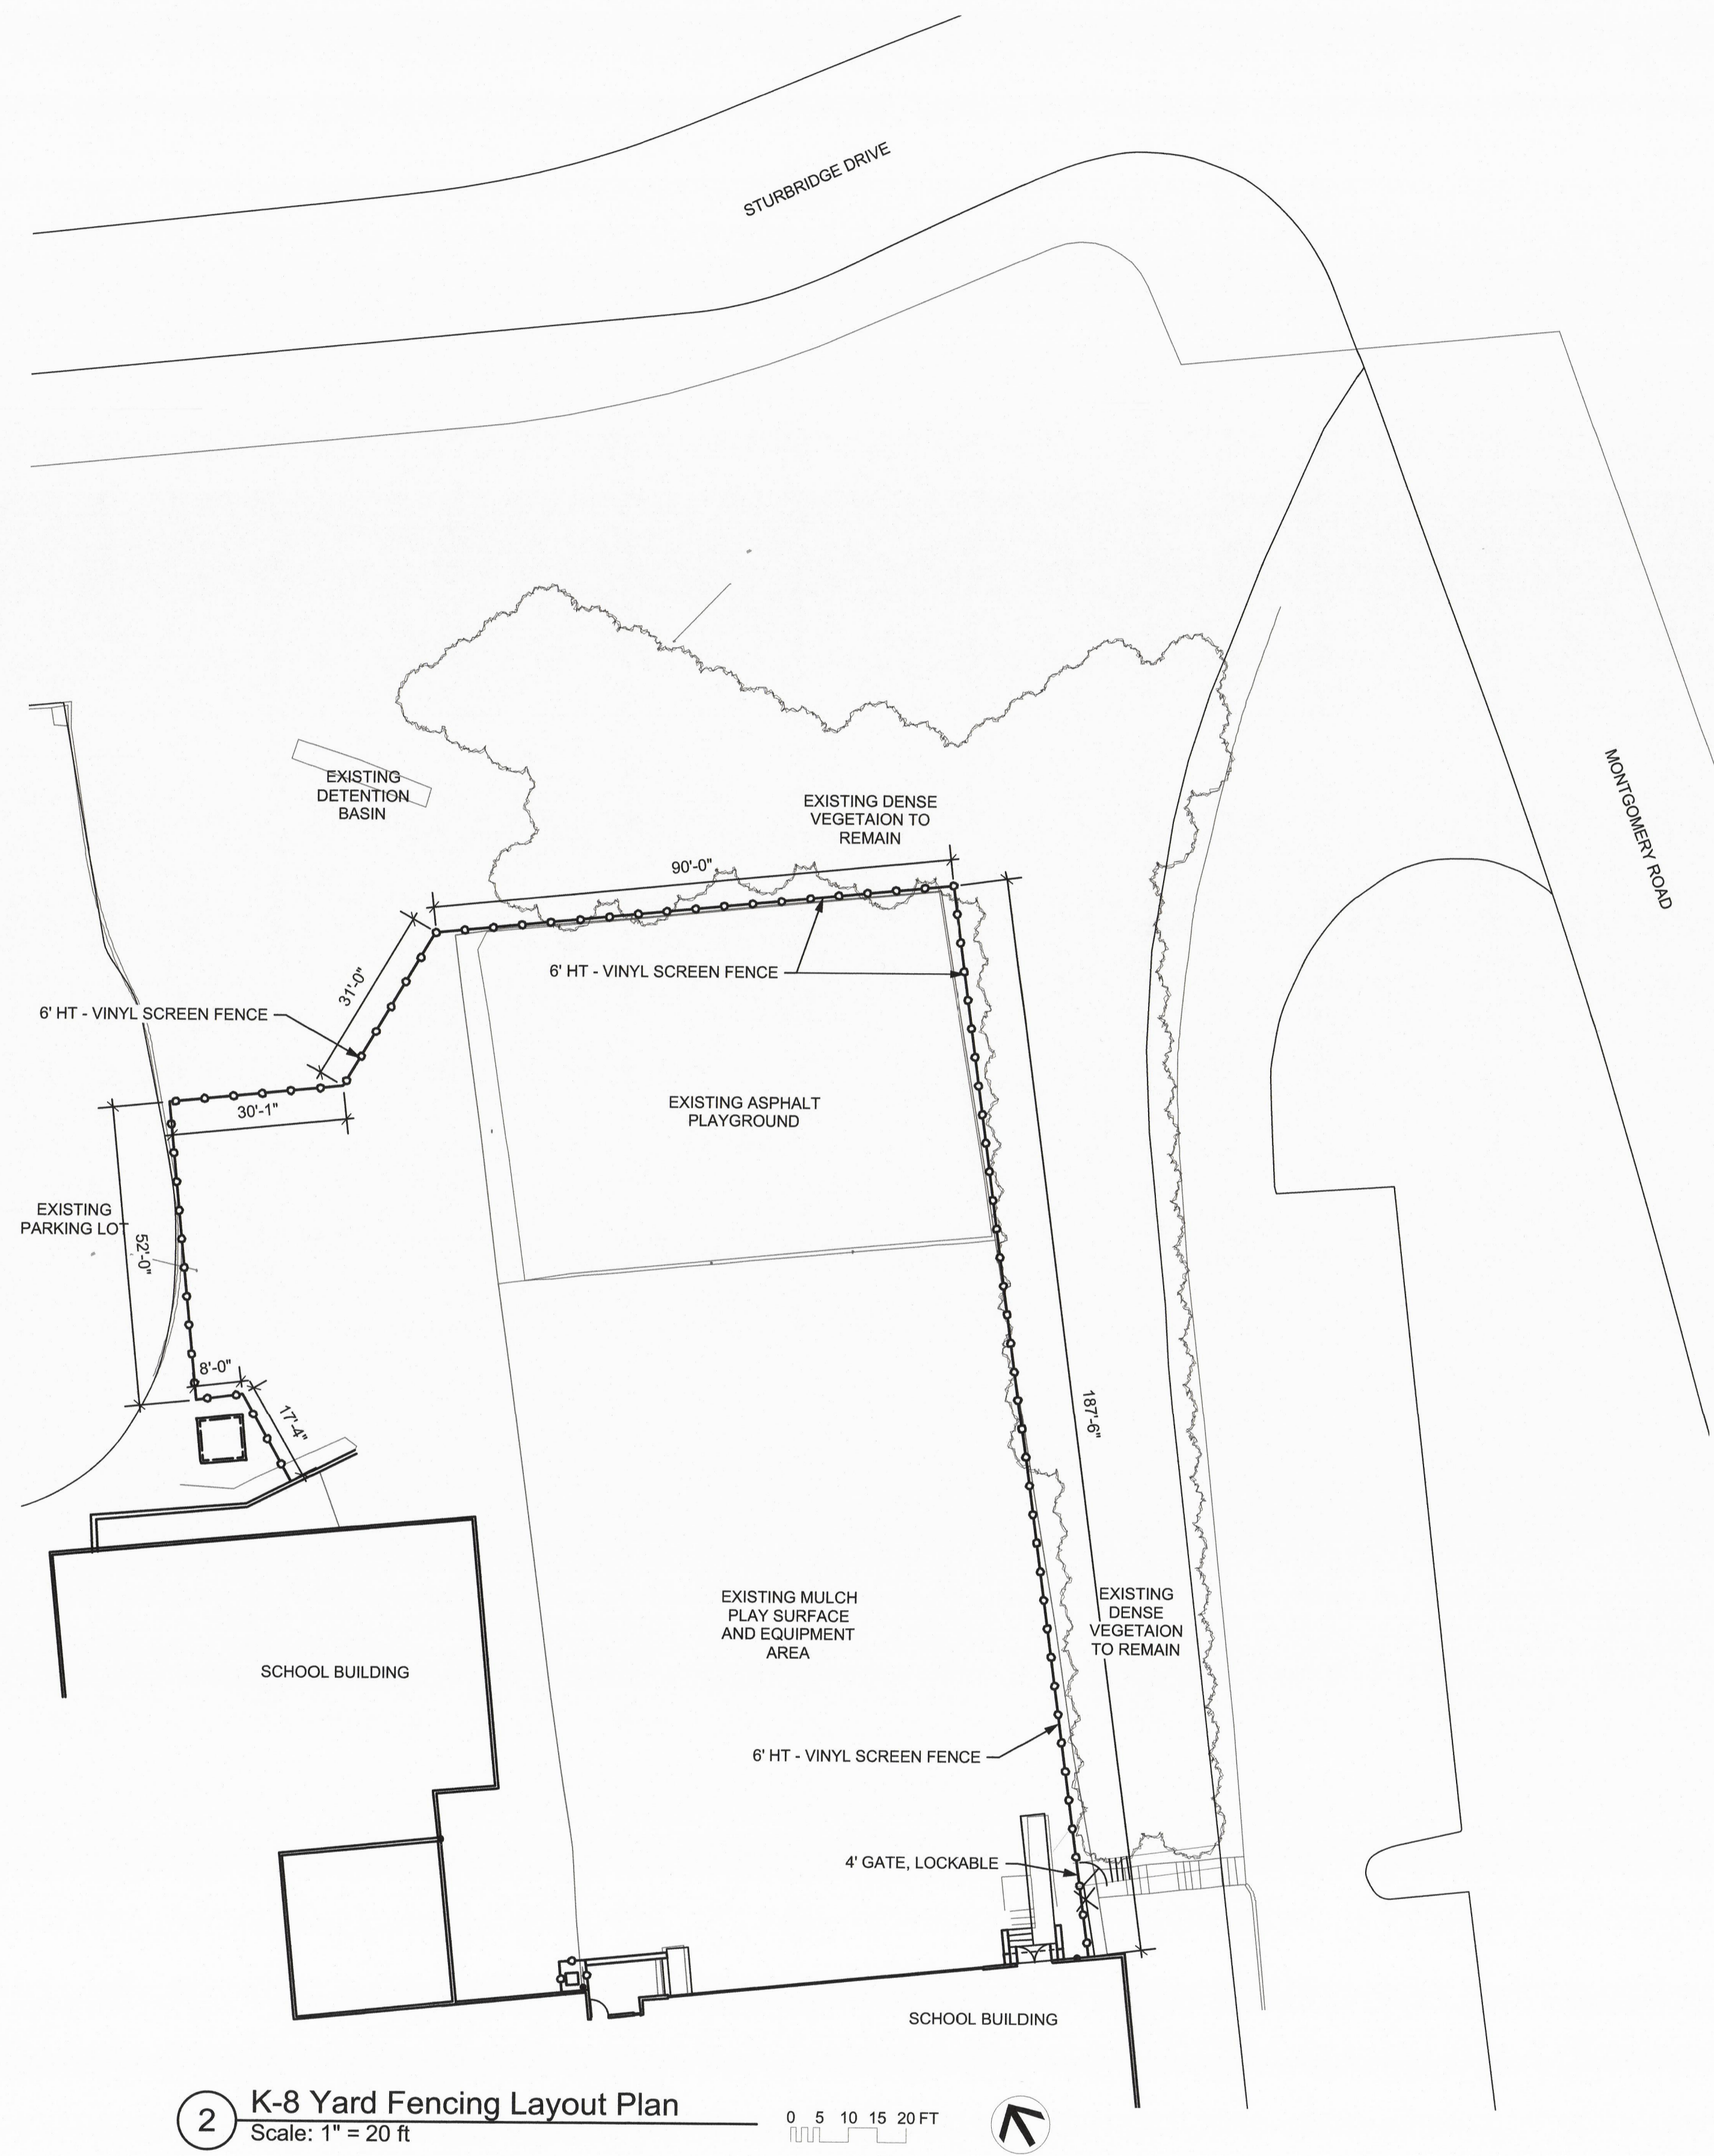 STURBRIDGE DRIVE
MONTGOMERY ROAD
EXISTING
DETENTION
BASIN
EXISTING DENSE
VEGETAION TO
REMAIN
90'-0"
31'-0"
6' HT - VINYL SCREEN FENCE
6' HT - VINYL SCREEN FENCE
30'-1"
EXISTING ASPHALT
PLAYGROUND
EXISTING
PARKING LOT
52'-0"
8'-0"
17'-4"
187'-6"
EXISTING MULCH
PLAY SURFACE
AND EQUIPMENT
AREA
EXISTING
DENSE
VEGETAION
TO REMAIN
SCHOOL BUILDING
6' HT - VINYL SCREEN FENCE
4' GATE, LOCKABLE
SCHOOL BUILDING
2
K-8 Yard Fencing Layout Plan
Scale: 1" = 20 ft
0 5 10 15 20 FT